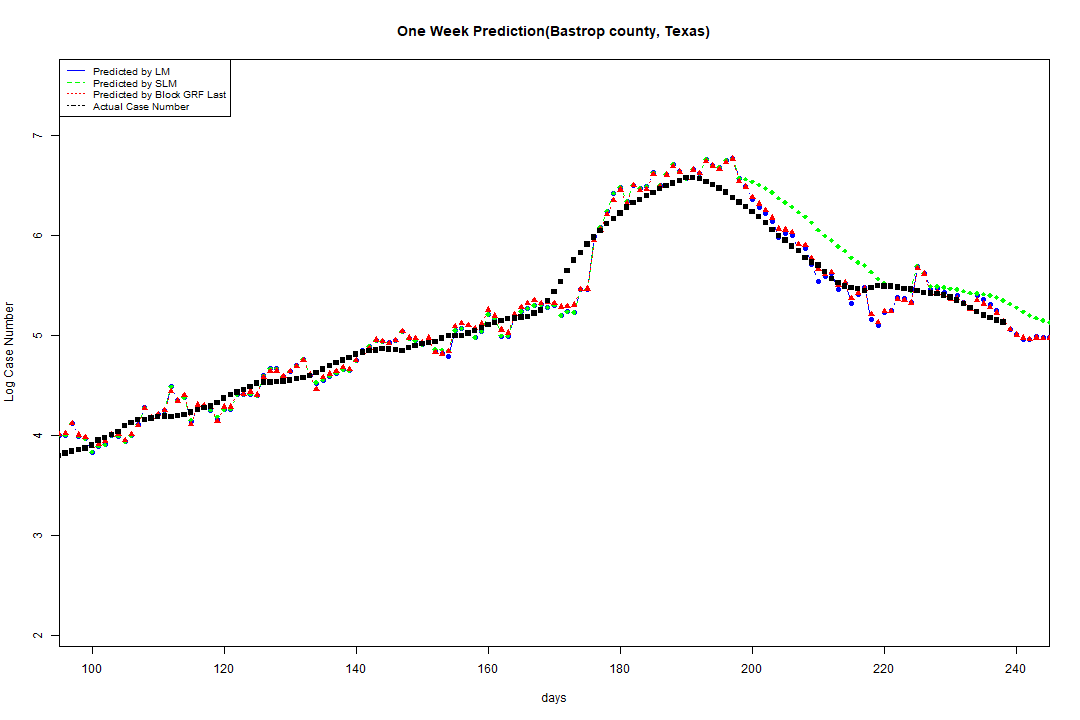 One Week Prediction(Bastrop county, Texas)
Predicted by LM
Predicted by SLM
Predicted by Block GRF Last
Actual Case Number
7
6
5
4
3
2
Log Case Number
100 120 140 160 180 200 220 240
days